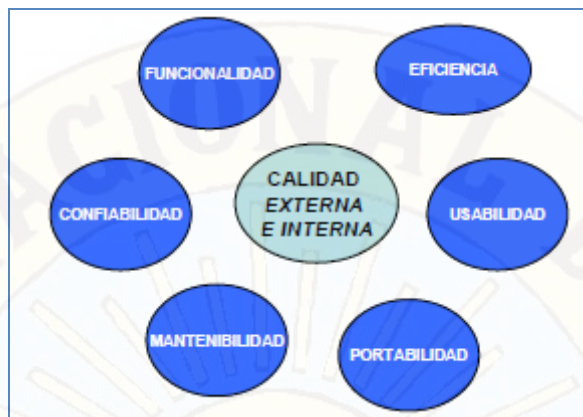 FUNCIONALIDAD
EFICIENCIA
CALIDAD
EXTERNA
E INTERNA
CONFIABILIDAD
USABILIDAD
MANTENIBILIDAD
PORTABILIDAD